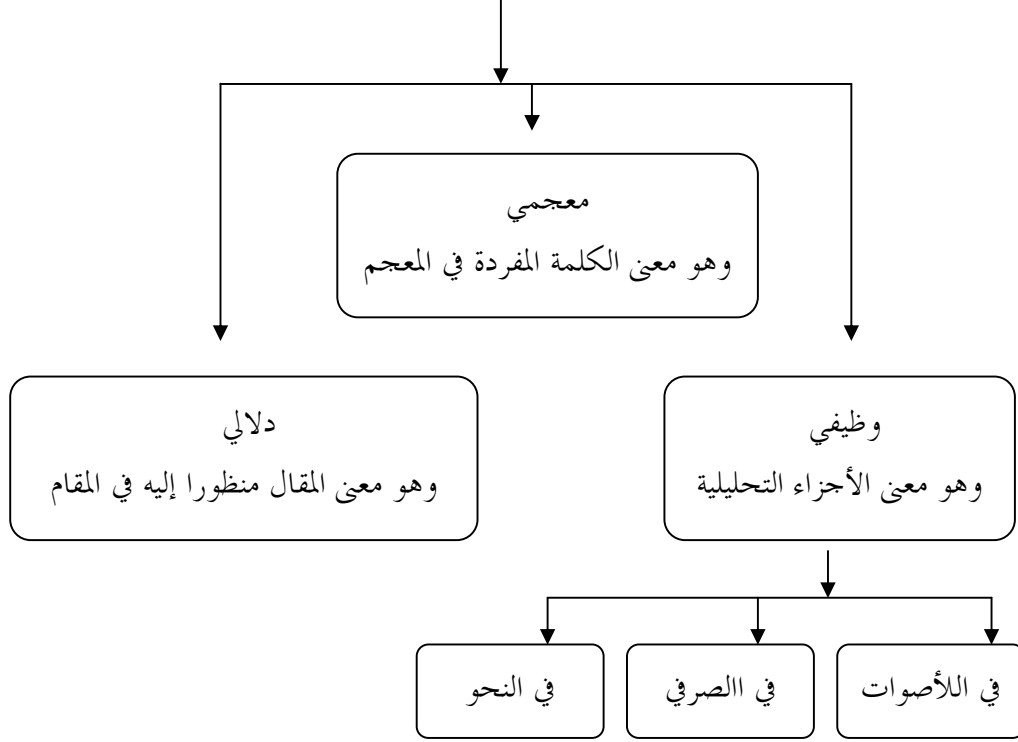 معجمي
وهو معنى الكلمة المفردة في المعجم
وظيفي
وهو معنى الأجزاء التحليلية
دلالي
وهو معنى المقال منظورا إليه في المقام
في اللأصوات
في االصرفي
في النحو